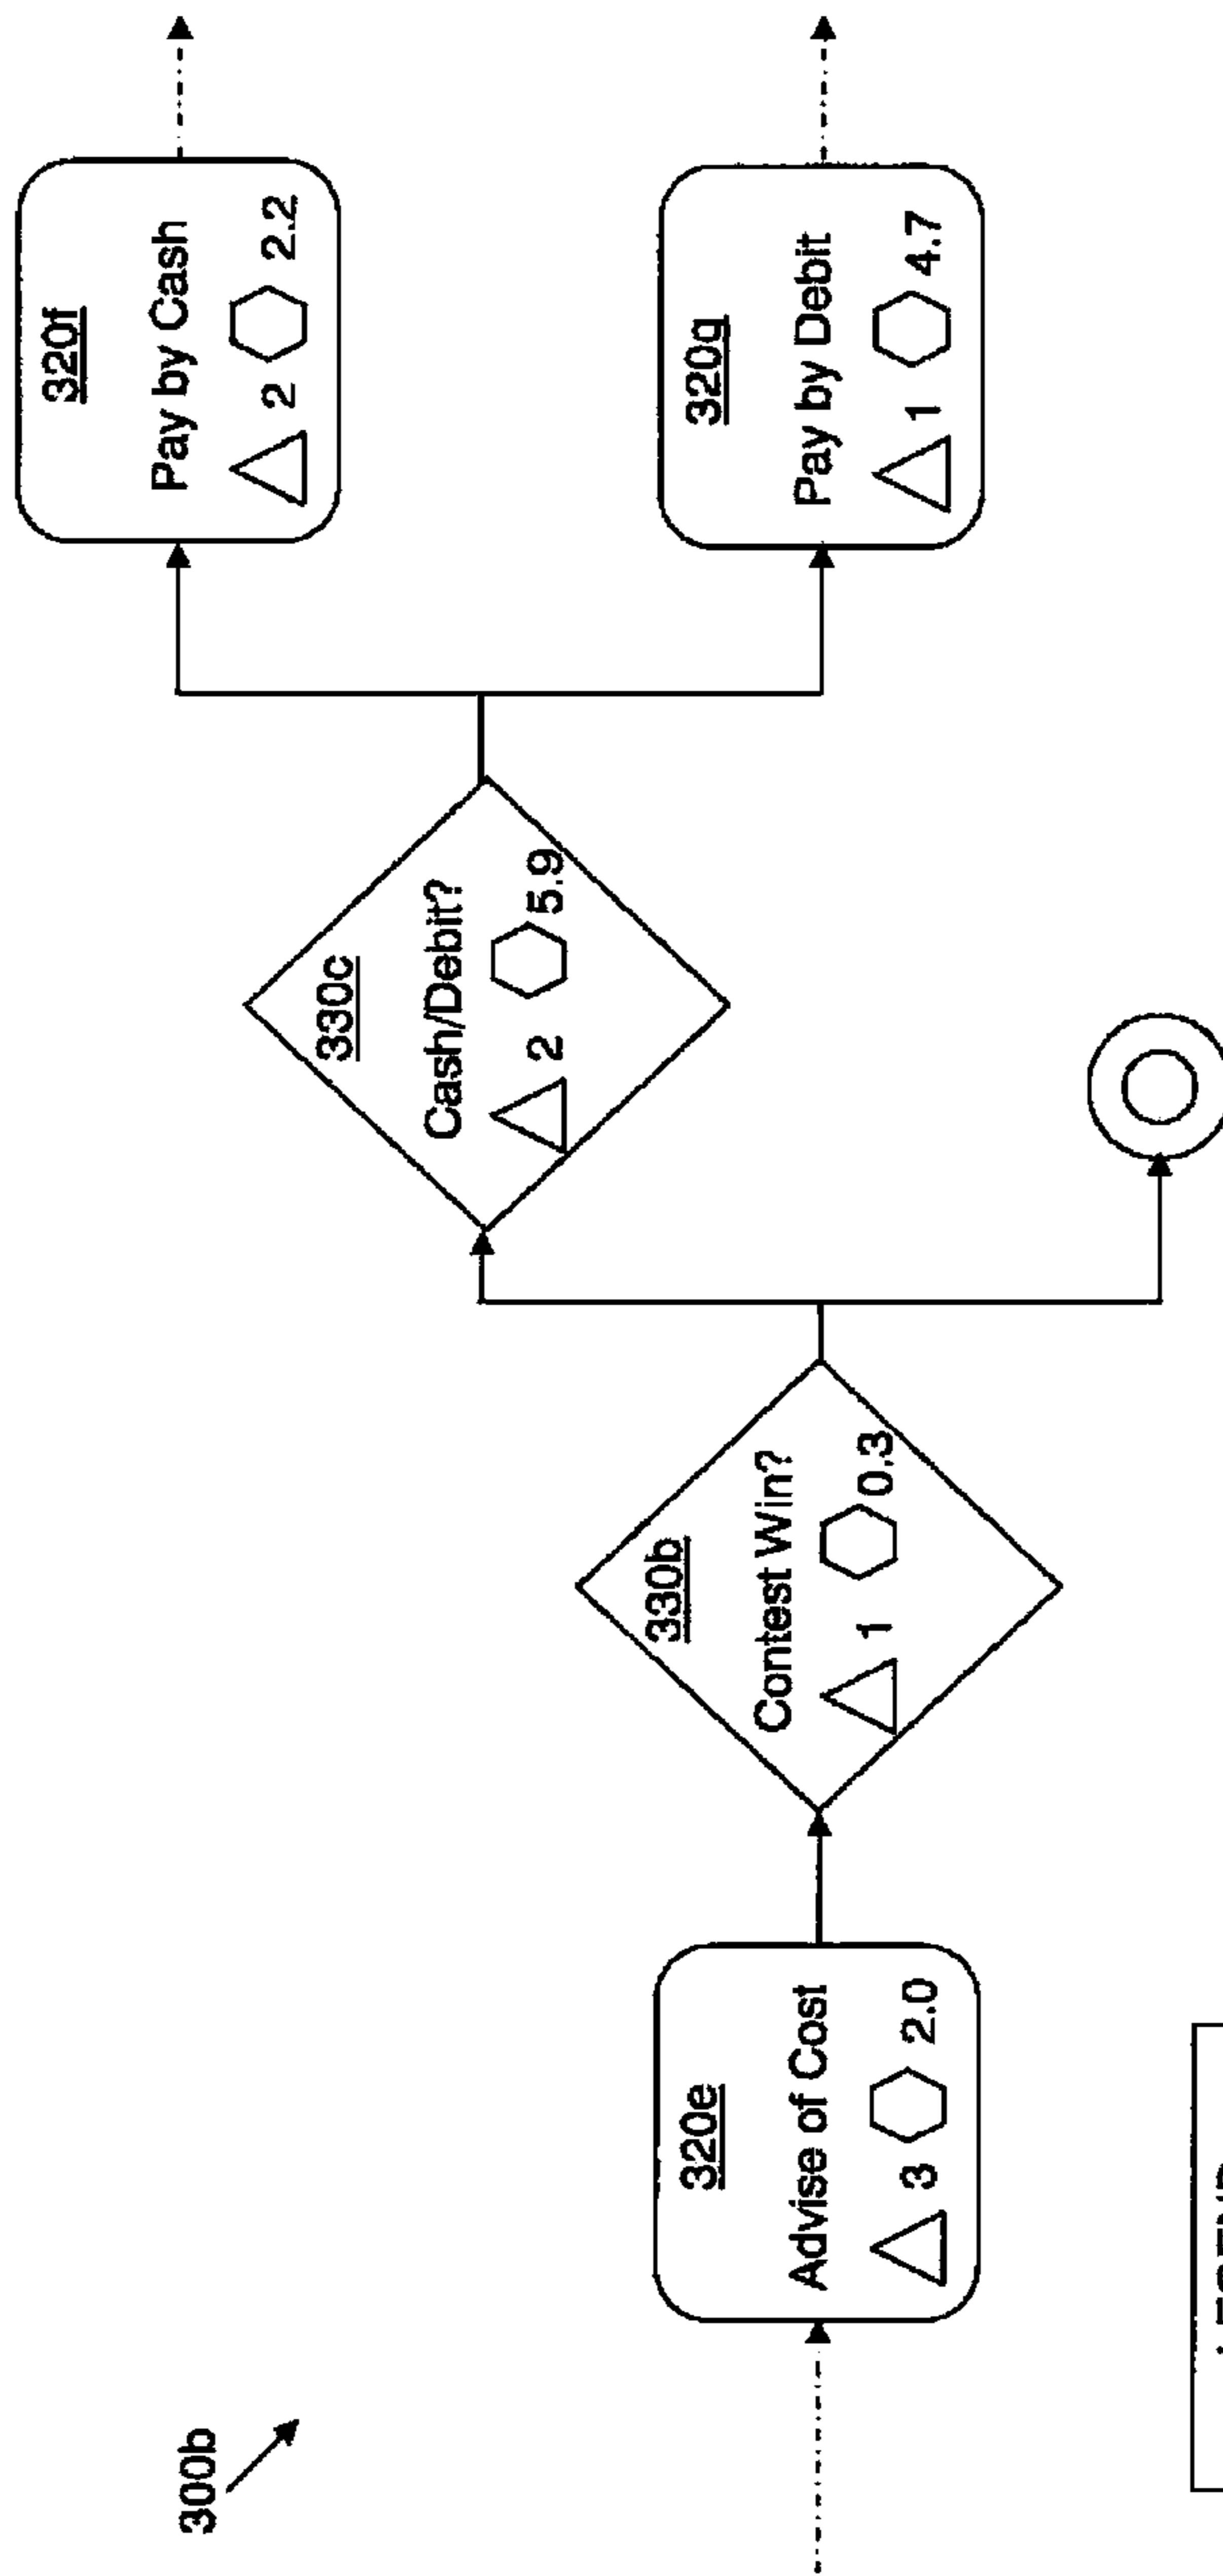 300b
320e
Advise of Cost
3 2.0
330b
Contest Win?
1 0.3
330c
Cash/Debit?
2 5.9
320f
Pay by Cash
2 2.2
320g
Pay by Debit
1 4.7